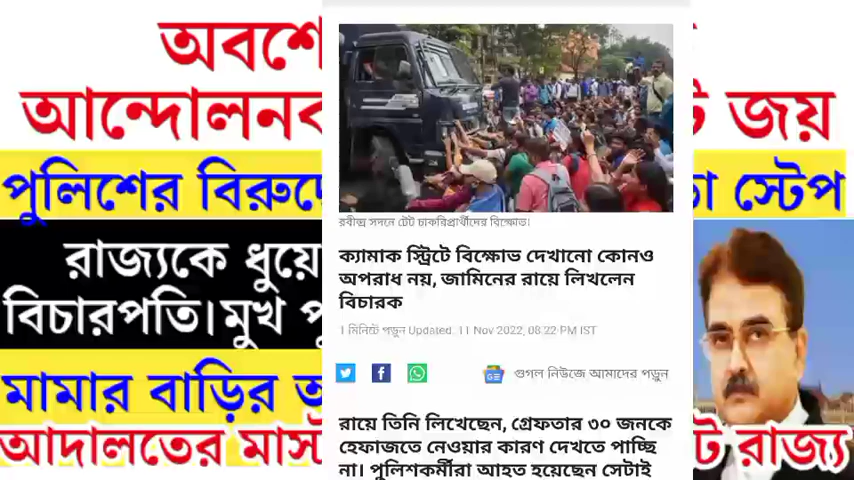 অবশে
আন্দোলনব
জয়
পুলিশের বিরুদ্ধে
স্টেপ
রাজ্যকে ধুয়ে
বিচারপতি।মুখ পু
মামার বাড়ির
আদালতের মাস্ট
ট রাজ্য
রবীন্দ্র সদনে টেট চাকরিপ্রার্থীদের বিক্ষোভ।
ক্যামাক স্ট্রিটে বিক্ষোভ দেখানো কোনও
অপরাধ নয়, জামিনের রায়ে লিখলেন
বিচারক
1 মিনিটে পড়ুন Updated: 11 Nov 2022, 08:22 PM IST
গুগল নিউজে আমাদের পড়ুন
রায়ে তিনি লিখেছেন, গ্রেফতার ৩০ জনকে
হেফাজতে নেওয়ার কারণ দেখতে পাচ্ছি
না। পুলিশকর্মীরা আহত হয়েছেন সেটাই